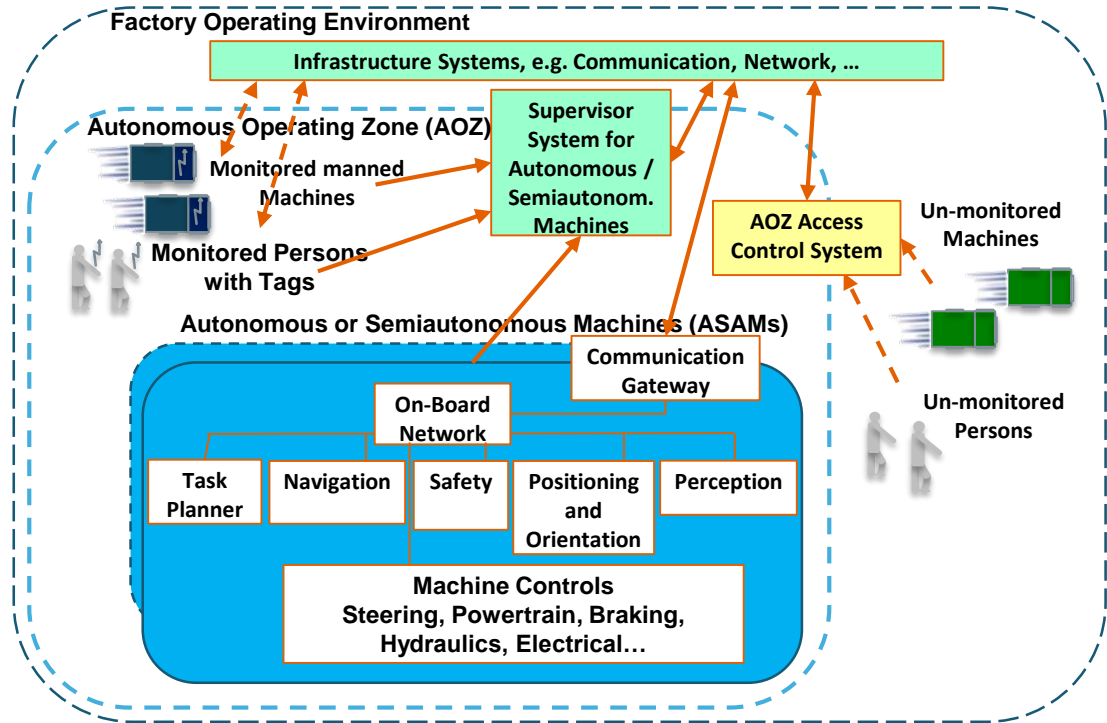 Factory Operating Environment
Infrastructure Systems, e.g. Communication, Network, …
Autonomous Operating Zone (AOZ)
Supervisor
System for
Autonomous /
Semiautonom.
Machines
Monitored manned
Machines
Monitored Persons
with Tags
AOZ Access
Control System
Un-monitored
Machines
Un-monitored
Persons
Autonomous or Semiautonomous Machines (ASAMs)
Communication
Gateway
On-Board
Network
Task
Planner
Navigation
Safety
Positioning
and
Orientation
Perception
Machine Controls
Steering, Powertrain, Braking,
Hydraulics, Electrical…